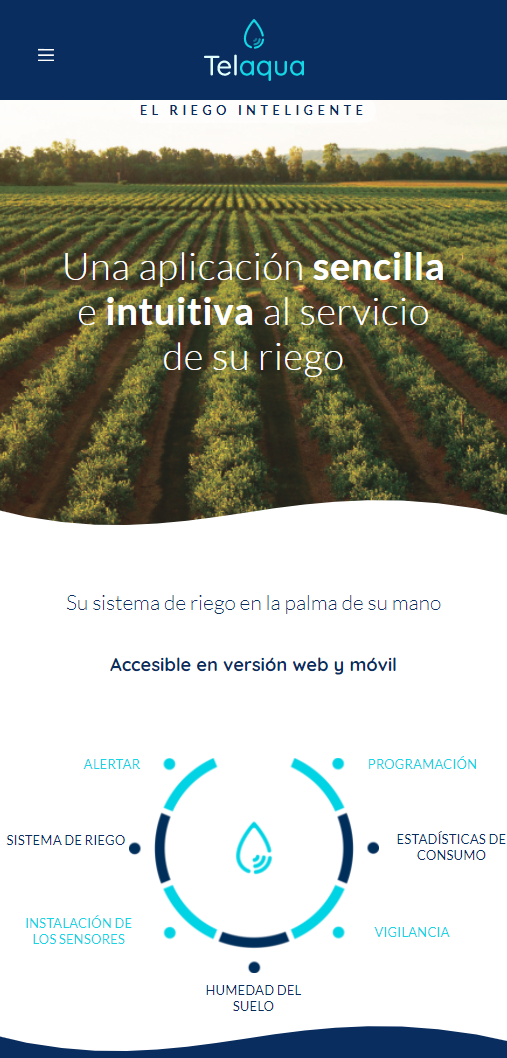 Telaqua
EL RIEGO INTELIGENTE
Una aplicación sencilla
e intuitiva al servicio
de su riego
Su sistema de riego en la palma de su mano
Accesible en versión web y móvil
ALERTAR
PROGRAMACIÓN
SISTEMA DE RIEGO
ESTADÍSTICAS DE
CONSUMO
INSTALACIÓN DE
LOS SENSORES
VIGILANCIA
HUMEDAD DEL
SUELO